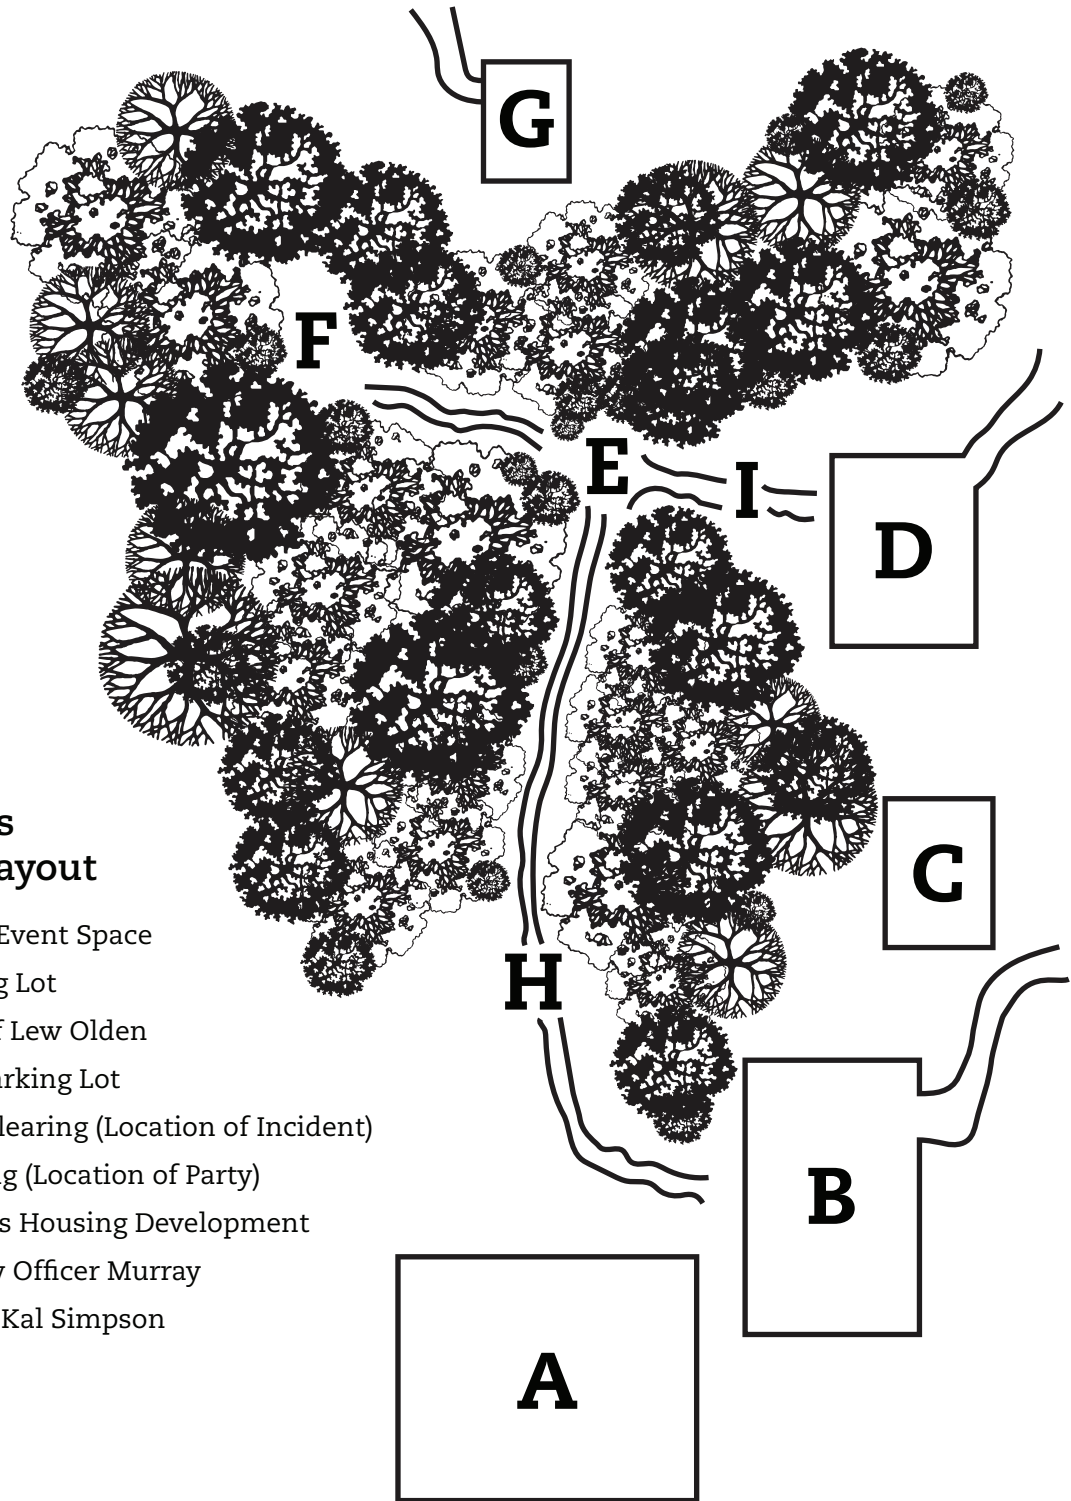 G
F
E
I
D
s
ayout
C
Event Space
g Lot
H
f Lew Olden
arking Lot
learing (Location of Incident)
g (Location of Party)
B
s Housing Development
y Officer Murray
Kal Simpson
A